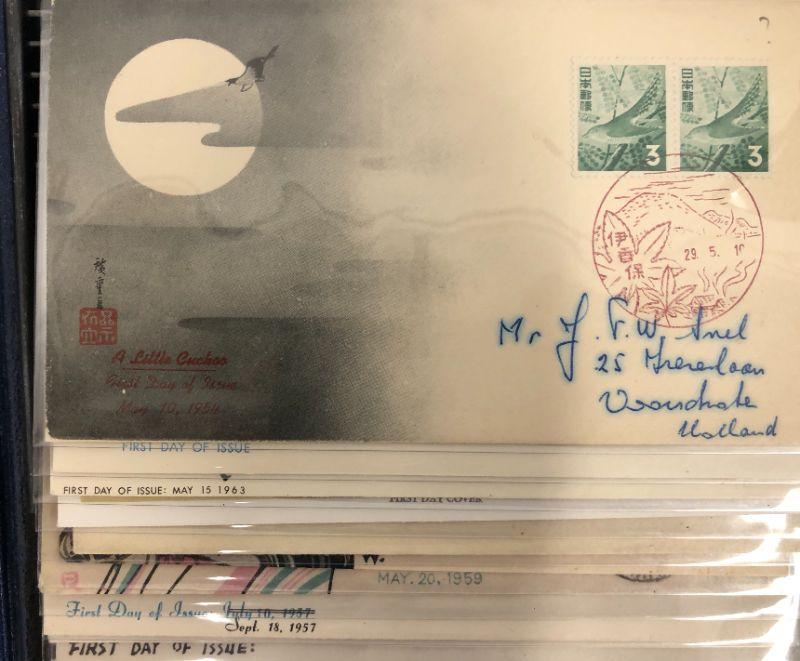 日本郵便
3
日本郵便
3
伊香保
29. 5. 10
廣重画
A Little Cuckoo
First Day of Issue
May 10, 1954
Mr J. F. W.
25
Holland
FIRST DAY OF ISSUE
FIRST DAY OF ISSUE: MAY 15 1963
FIRST DAY COVER
W.
MAY. 20, 1959
First Day of Issue: July 10, 1957
Sept. 18, 1957
FIRST DAY OF ISSUE: